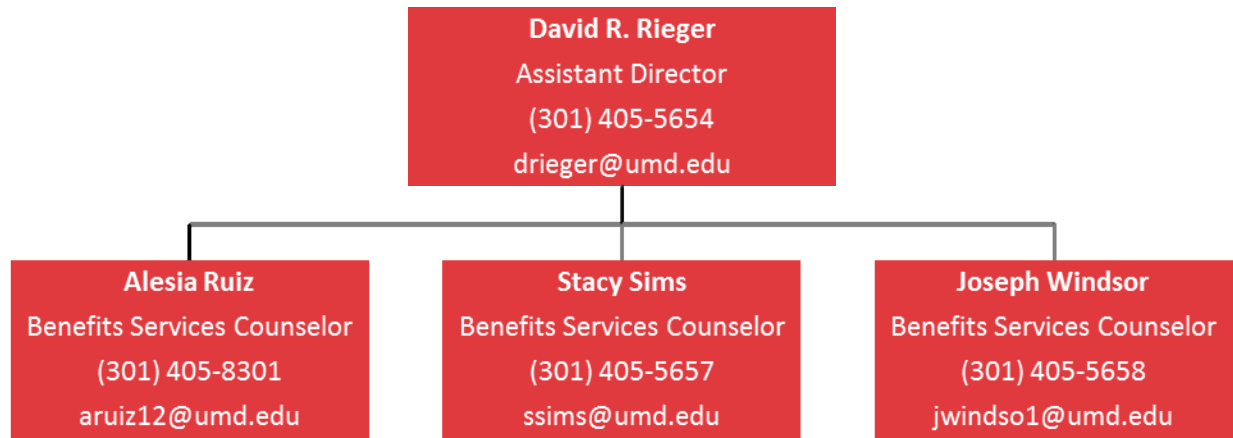 David R. Rieger
Assistant Director
(301) 405-5654
drieger@umd.edu
Alesia Ruiz
Benefits Services Counselor
(301) 405-8301
aruiz12@umd.edu
Stacy Sims
Benefits Services Counselor
(301) 405-5657
ssims@umd.edu
Joseph Windsor
Benefits Services Counselor
(301) 405-5658
jwindso1@umd.edu